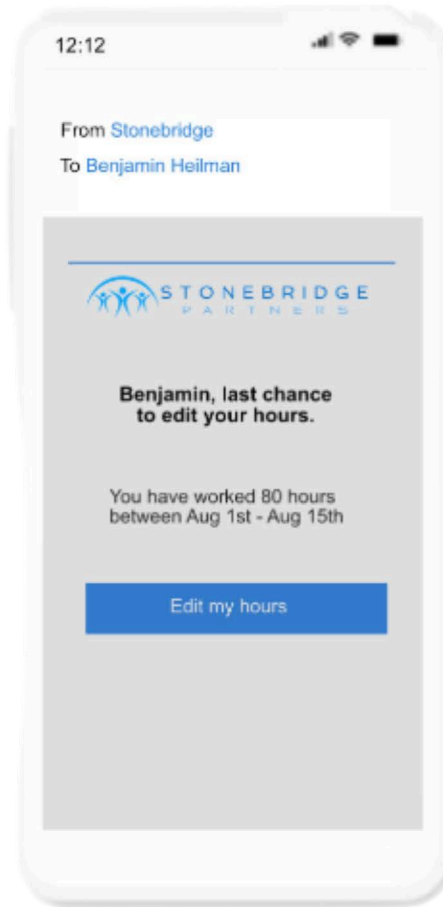 12:12
From Stonebridge
To Benjamin Heilman
STONEBRIDGE
PARTNERS
Benjamin, last chance
to edit your hours.
You have worked 80 hours
between Aug 1st - Aug 15th
Edit my hours